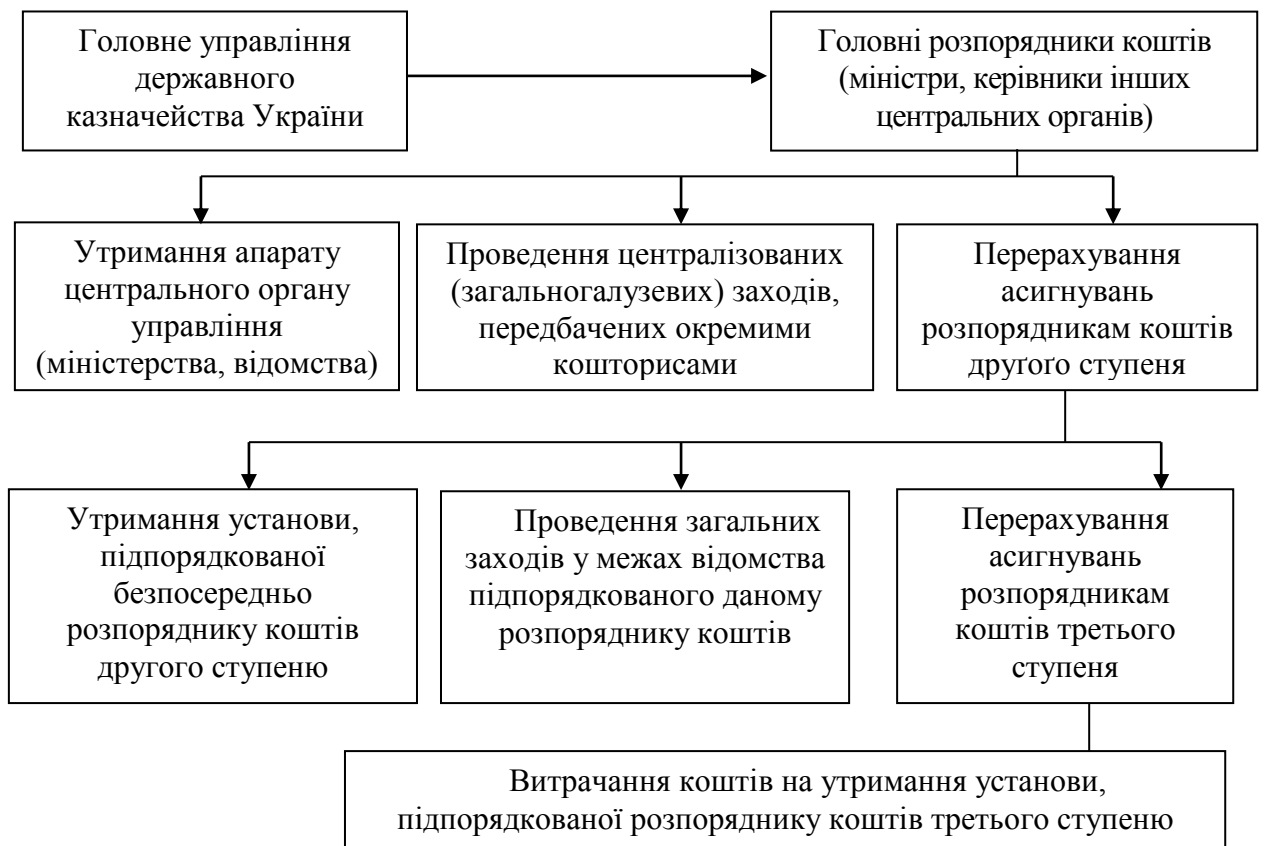 Головне управління
державного
казначейства України
Головні розпорядники коштів
(міністри, керівники інших
центральних органів)
Утримання апарату
центрального органу
управління
(міністерства, відомства)
Проведення централізованих
(загальногалузевих) заходів,
передбачених окремими
кошторисами
Перерахування
асигнувань
розпорядникам коштів
друґоґо ступеня
Утримання установи,
підпорядкованої
безпосередньо
розпоряднику коштів
другого ступеню
Проведення загальних
заходів у межах відомства
підпорядкованого даному
розпоряднику коштів
Перерахування
асигнувань
розпорядникам
коштів третього
ступеня
Витрачання коштів на утримання установи,
підпорядкованої розпоряднику коштів третього ступеню